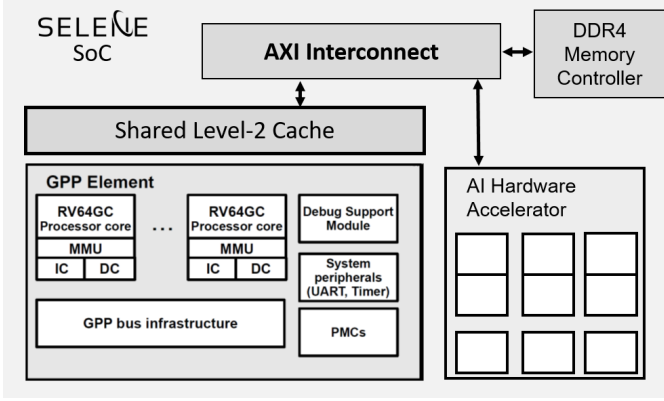 SELENE
SoC
AXI Interconnect
DDR4
Memory
Controller
Shared Level-2 Cache
GPP Element
RV64GC
Processor core
MMU
IC DC
...
RV64GC
Processor core
MMU
IC DC
Debug Support
Module
System
peripherals
(UART, Timer)
GPP bus infrastructure
PMCs
AI Hardware
Accelerator